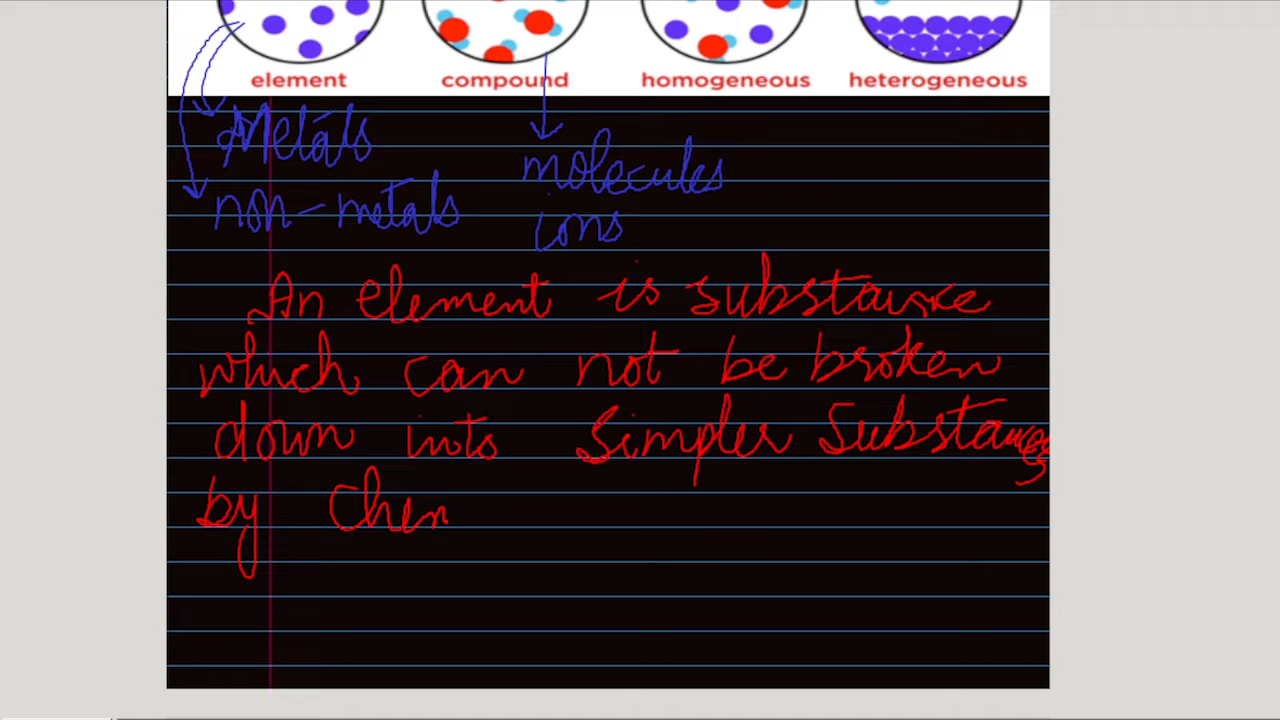 element compound homogeneous heterogeneous
Metals
molecules
non-metals
ions
An element is substance
which can not be broken
down into Simpler Substances
by Chem